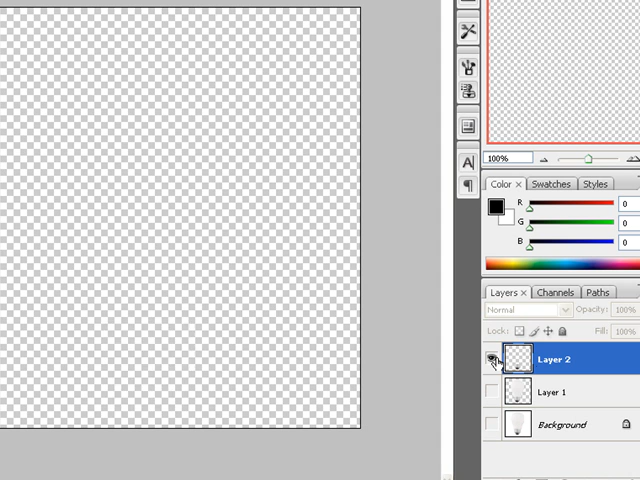 100%
Color × Swatches Styles
R 0
G 0
B 0
Layers × Channels Paths
Normal Opacity: 100%
Lock: Fill: 100%
Layer 2
Layer 1
Background